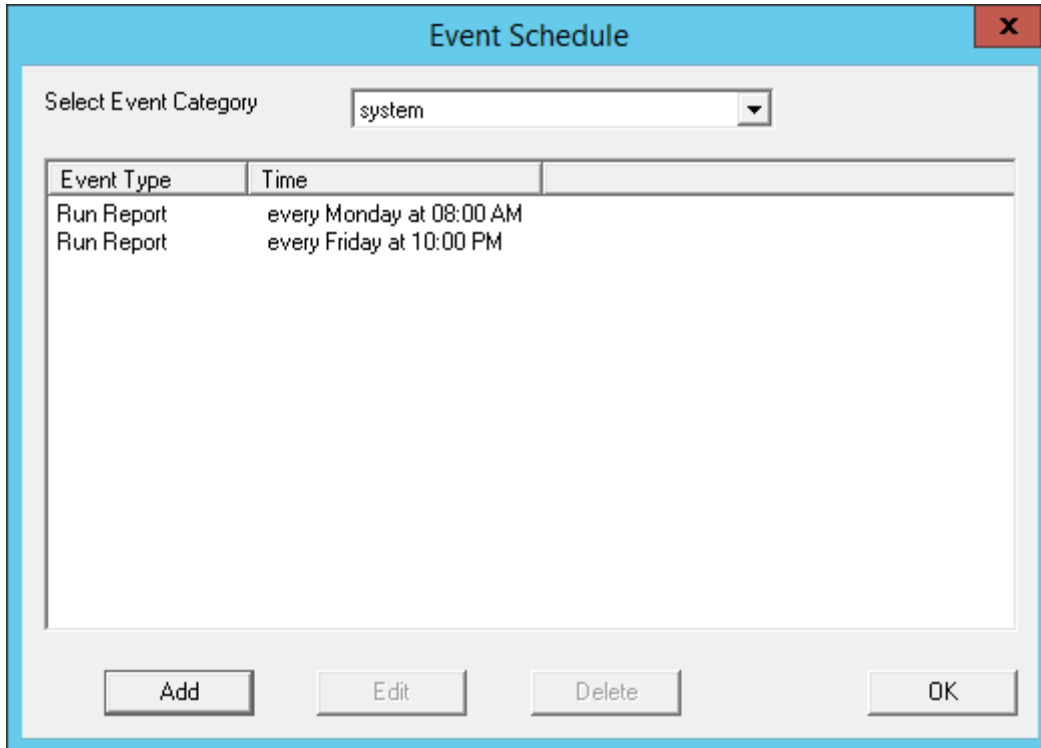 Event Schedule
x
Select Event Category system
Event Type Time
Run Report every Monday at 08:00 AM
Run Report every Friday at 10:00 PM
Add Edit Delete OK